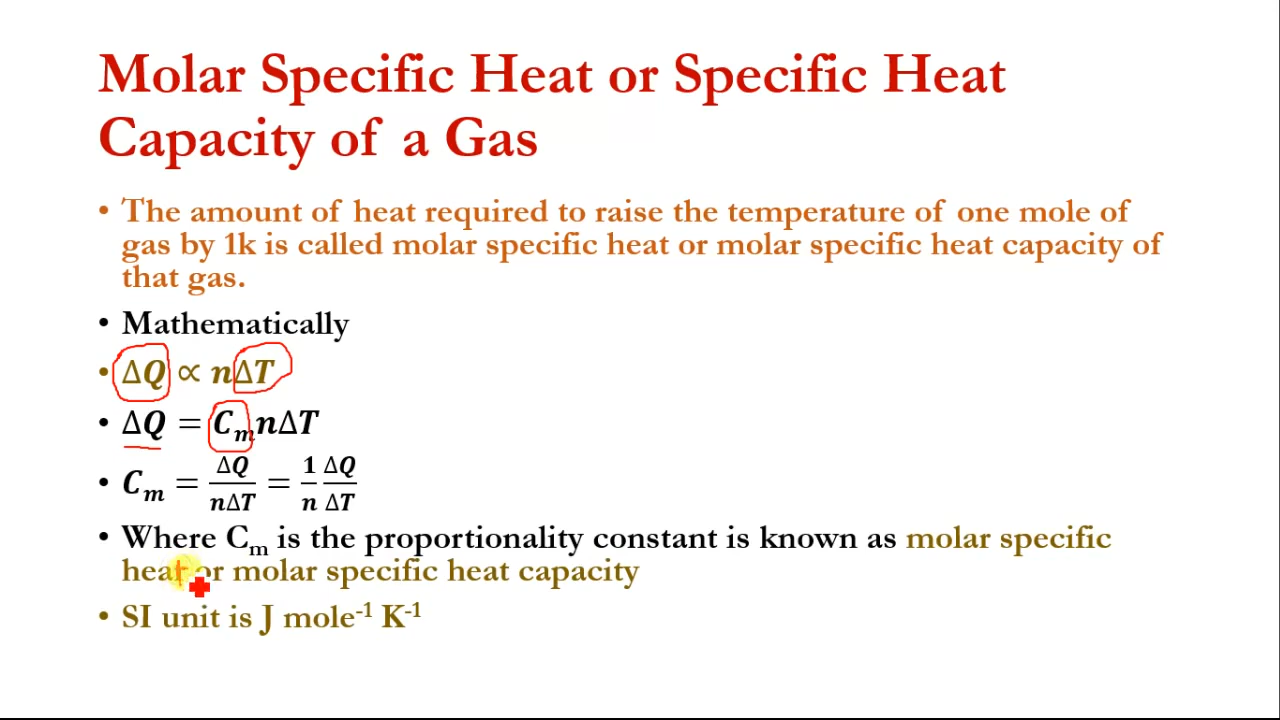 Molar Specific Heat or Specific Heat
Capacity of a Gas
• The amount of heat required to raise the temperature of one mole of
gas by 1k is called molar specific heat or molar specific heat capacity of
that gas.
• Mathematically
• ΔQ ∝ nΔT
• ΔQ = Cₘ nΔT
• Cₘ = ΔQ/nΔT = 1/n ΔQ/ΔT
• Where Cₘ is the proportionality constant is known as molar specific
heat or molar specific heat capacity
• SI unit is J mole⁻¹ K⁻¹